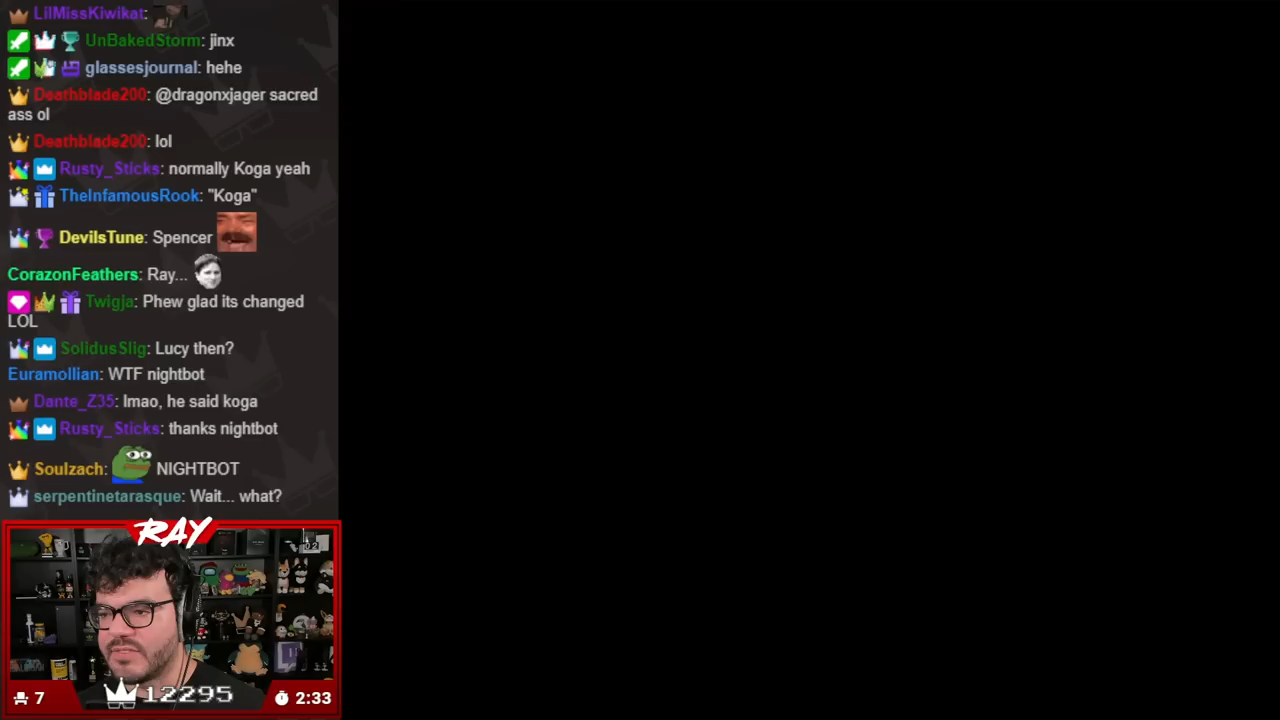 LilMissKiwikat:
UnBakedStorm: jinx
glassesjournal: hehe
Deathblade200: @dragonxjager sacred
ass ol
Deathblade200: lol
Rusty_Sticks: normally Koga yeah
TheInfamousRook: "Koga"
DevilsTune: Spencer
CorazonFeathers: Ray...
Twigja: Phew glad its changed
LOL
SolidusSlig: Lucy then?
Euramollian: WTF nightbot
Dante_Z35: lmao, he said koga
Rusty_Sticks: thanks nightbot
Soulzach: NIGHTBOT
serpentinetarasque: Wait... what?
RAY
7
12295
2:33